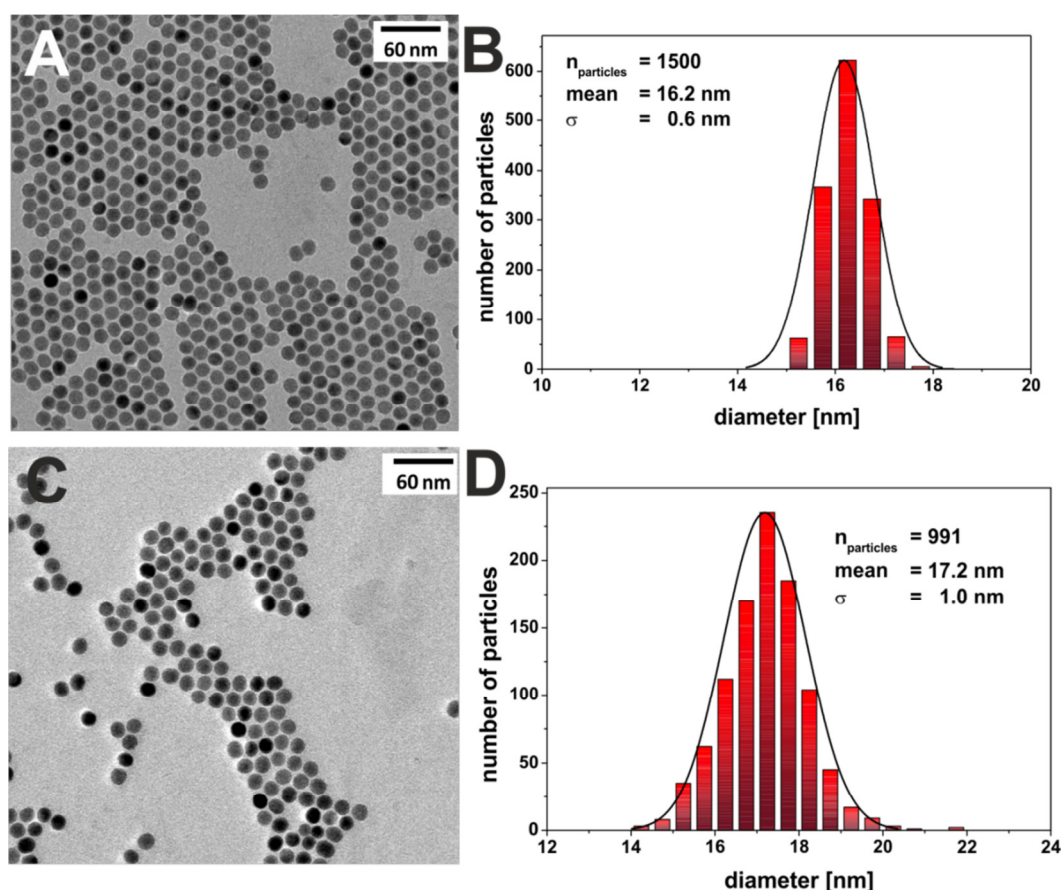 A
60 nm
B
n particles = 1500
mean = 16.2 nm
σ = 0.6 nm
number of particles
600
500
400
300
200
100
0
10 12 14 16 18 20
diameter [nm]
C
60 nm
D
n particles = 991
mean = 17.2 nm
σ = 1.0 nm
number of particles
250
200
150
100
50
0
12 14 16 18 20 22 24
diameter [nm]